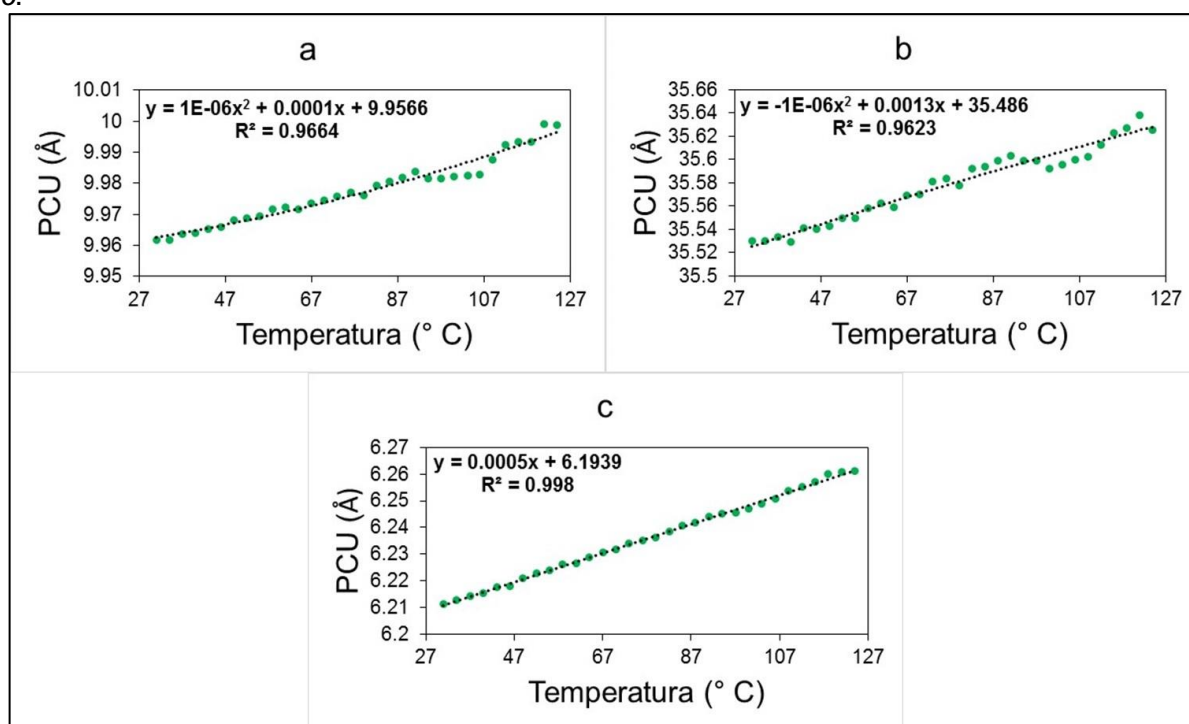 c.
a
y = 1E-06x² + 0.0001x + 9.9566
R² = 0.9664
PCU (Å)
10.01
10
9.99
9.98
9.97
9.96
9.95
27 47 67 87 107 127
Temperatura (° C)
b
y = -1E-06x² + 0.0013x + 35.486
R² = 0.9623
PCU (Å)
35.66
35.64
35.62
35.6
35.58
35.56
35.54
35.52
35.5
27 47 67 87 107 127
Temperatura (° C)
c
y = 0.0005x + 6.1939
R² = 0.998
PCU (Å)
6.27
6.26
6.25
6.24
6.23
6.22
6.21
6.2
27 47 67 87 107 127
Temperatura (° C)